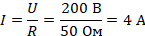 I = U/R = 200 В/50 Ом = 4 А